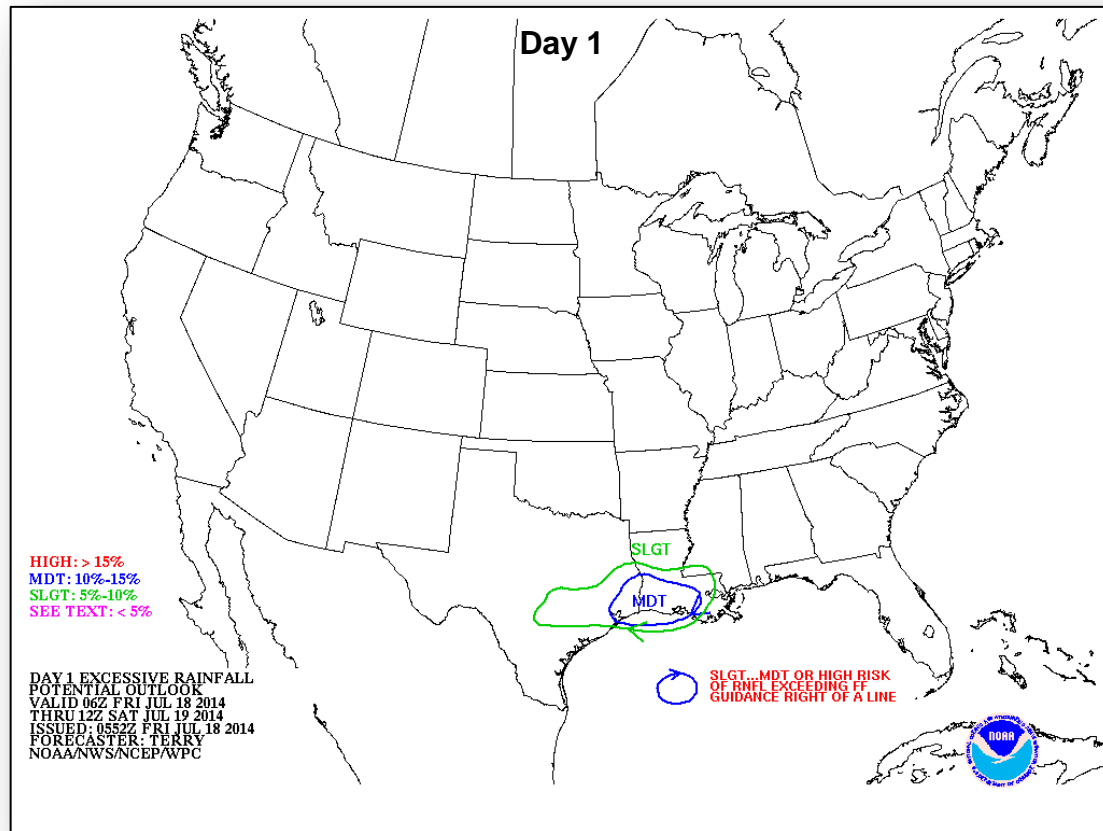 Day 1
SLGT
MDT
HIGH: > 15%
MDT: 10%-15%
SLGT: 5%-10%
SEE TEXT: < 5%
DAY 1 EXCESSIVE RAINFALL
POTENTIAL OUTLOOK
VALID 06Z FRI JUL 18 2014
THRU 12Z SAT JUL 19 2014
ISSUED: 0552Z FRI JUL 18 2014
FORECASTER: TERRY
NOAA/NWS/NCEP/WPC
SLGT...MDT OR HIGH RISK
OF RNFL EXCEEDING FF
GUIDANCE RIGHT OF A LINE
NOAA